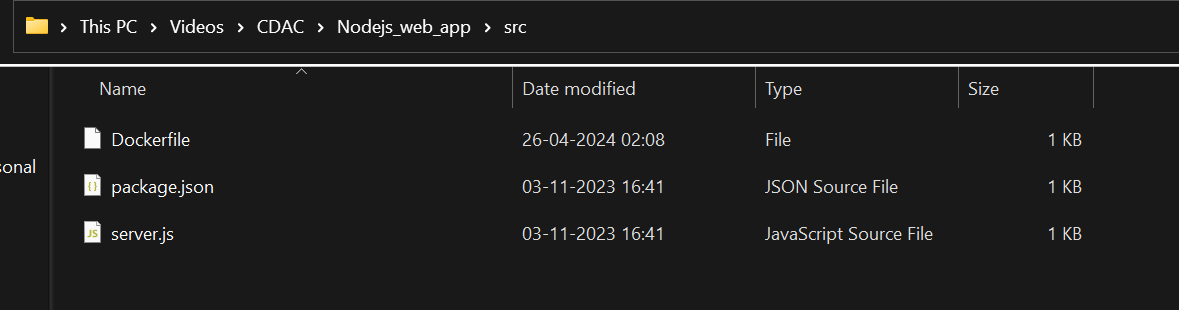 This PC > Videos > CDAC > Nodejs_web_app > src
Name Date modified Type Size
Dockerfile 26-04-2024 02:08 File 1 KB
sonal
package.json 03-11-2023 16:41 JSON Source File 1 KB
server.js 03-11-2023 16:41 JavaScript Source File 1 KB